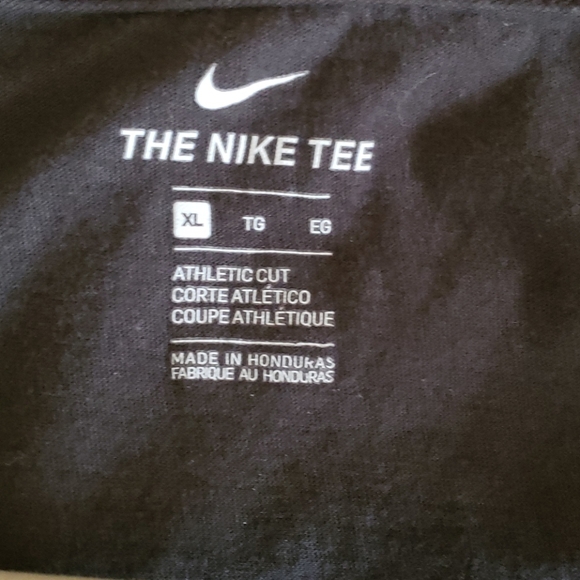 THE NIKE TEE
XL TG EG
ATHLETIC CUT
CORTE ATLÉTICO
COUPE ATHLÉTIQUE
MADE IN HONDURAS
FABRIQUE AU HONDURAS